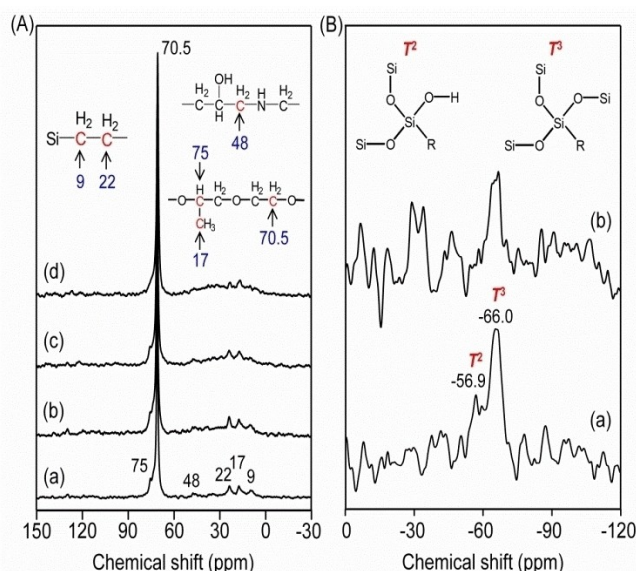 (A)
70.5
H₂ H₂
Si—C—C—
9 22
OH H₂ H₂
C C
C N C
H₂ H H
48
75
H H₂ H₂
—O—C—C—O—C—C—O—
H₂
CH₃
17 70.5
(d)
(c)
(b)
(a)
75 48 22 17 9
150 120 90 60 30 0 -30
Chemical shift (ppm)
(B)
T² T³
Si Si
O O—H O O Si
Si Si
Si O R Si O R
(b)
T³
-66.0
T²
-56.9
(a)
0 -30 -60 -90 -120
Chemical shift (ppm)